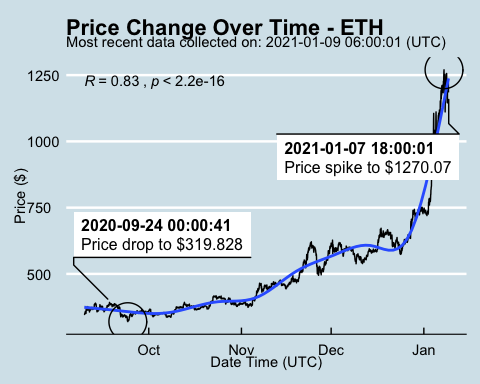 Price Change Over Time - ETH
Most recent data collected on: 2021-01-09 06:00:01 (UTC)
R = 0.83 , p < 2.2e-16
1250
1000
750
500
Price ($)
2021-01-07 18:00:01
Price spike to $1270.07
2020-09-24 00:00:41
Price drop to $319.828
Oct Nov Dec Jan
Date Time (UTC)